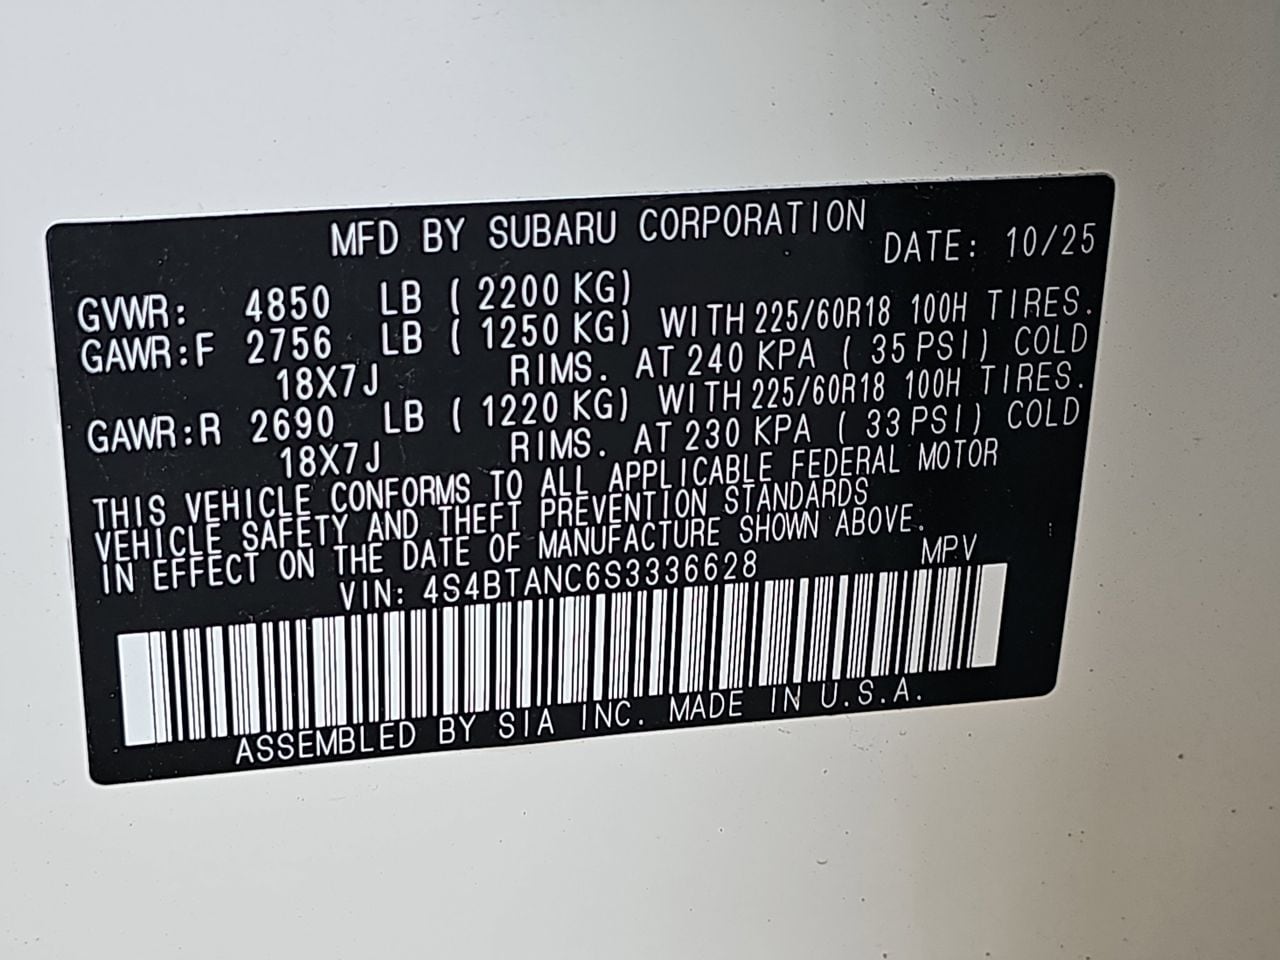 MFD BY SUBARU CORPORATION DATE: 10/25
GVWR: 4850 LB ( 2200 KG)
GAWR:F 2756 LB ( 1250 KG) WITH 225/60R18 100H TIRES.
18X7J RIMS. AT 240 KPA ( 35 PSI) COLD
GAWR:R 2690 LB ( 1220 KG) WITH 225/60R18 100H TIRES.
18X7J RIMS. AT 230 KPA ( 33 PSI) COLD
THIS VEHICLE CONFORMS TO ALL APPLICABLE FEDERAL MOTOR
VEHICLE SAFETY AND THEFT PREVENTION STANDARDS
IN EFFECT ON THE DATE OF MANUFACTURE SHOWN ABOVE.
VIN: 4S4BTANC6S3336628 MPV
ASSEMBLED BY SIA INC. MADE IN U.S.A.